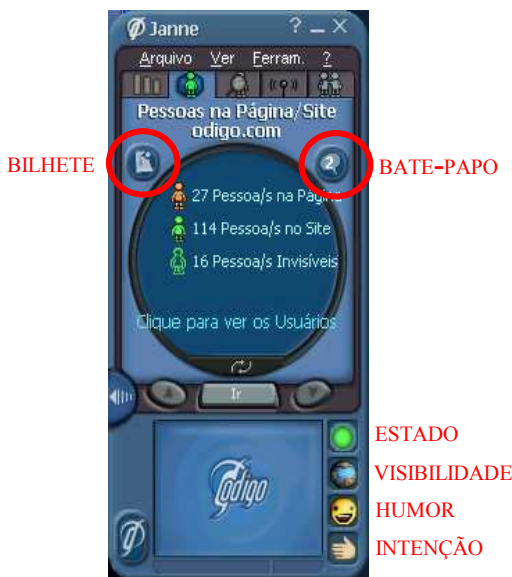 Janne ? _ X
Arquivo Ver Ferram. ?
Pessoas na Página/Site
odigo.com
BILHETE
2
BATE-PAPO
27 Pessoa/s na Página
114 Pessoa/s no Site
16 Pessoa/s Invisíveis
Clique para ver os Usuários
Ir
ESTADO
VISIBILIDADE
Odigo
HUMOR
INTENÇÃO